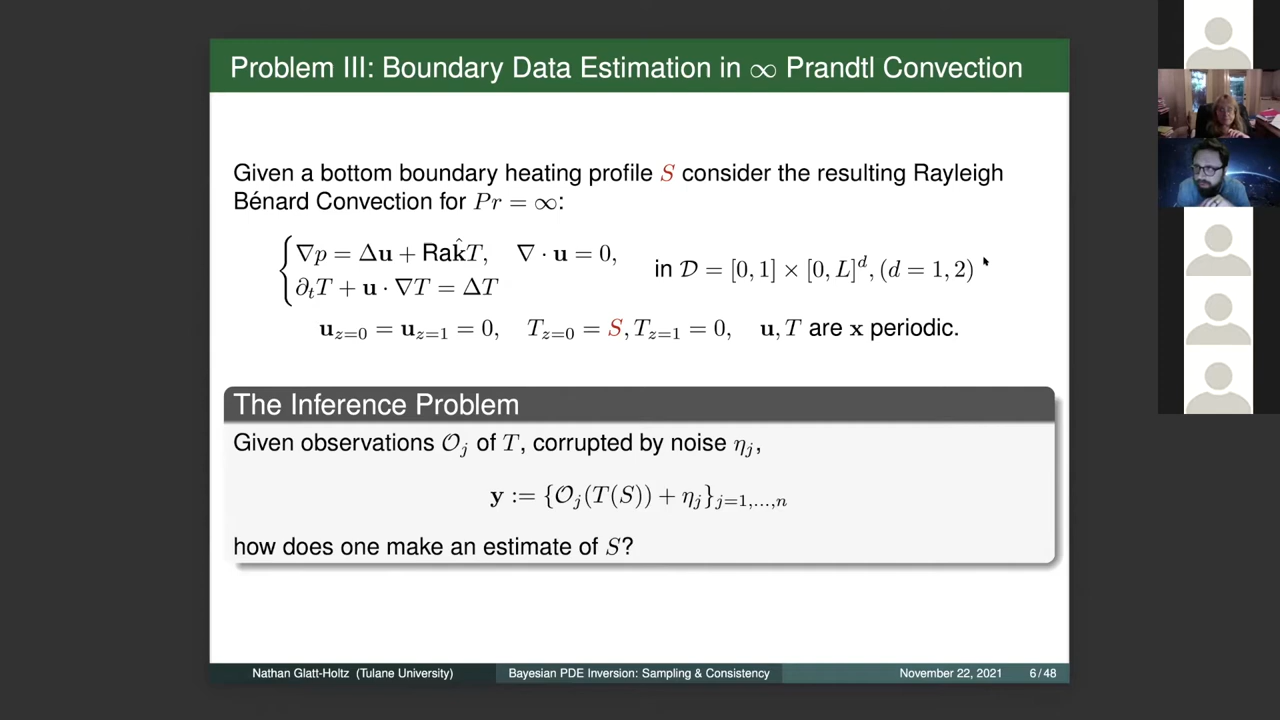 Problem III: Boundary Data Estimation in ∞ Prandtl Convection
Given a bottom boundary heating profile S consider the resulting Rayleigh
Bénard Convection for Pr = ∞:
∇p = Δu + Rak̂T, ∇ · u = 0,
∂ₜT + u · ∇T = ΔT
in 𝒟 = [0, 1] × [0, L]ᵈ, (d = 1, 2)
u_{z=0} = u_{z=1} = 0, T_{z=0} = S, T_{z=1} = 0, u, T are x periodic.
The Inference Problem
Given observations 𝒪ⱼ of T, corrupted by noise ηⱼ,
y := {𝒪ⱼ(T(S)) + ηⱼ}_{j=1,...,n}
how does one make an estimate of S?
Nathan Glatt-Holtz (Tulane University) Bayesian PDE Inversion: Sampling & Consistency November 22, 2021 6 / 48